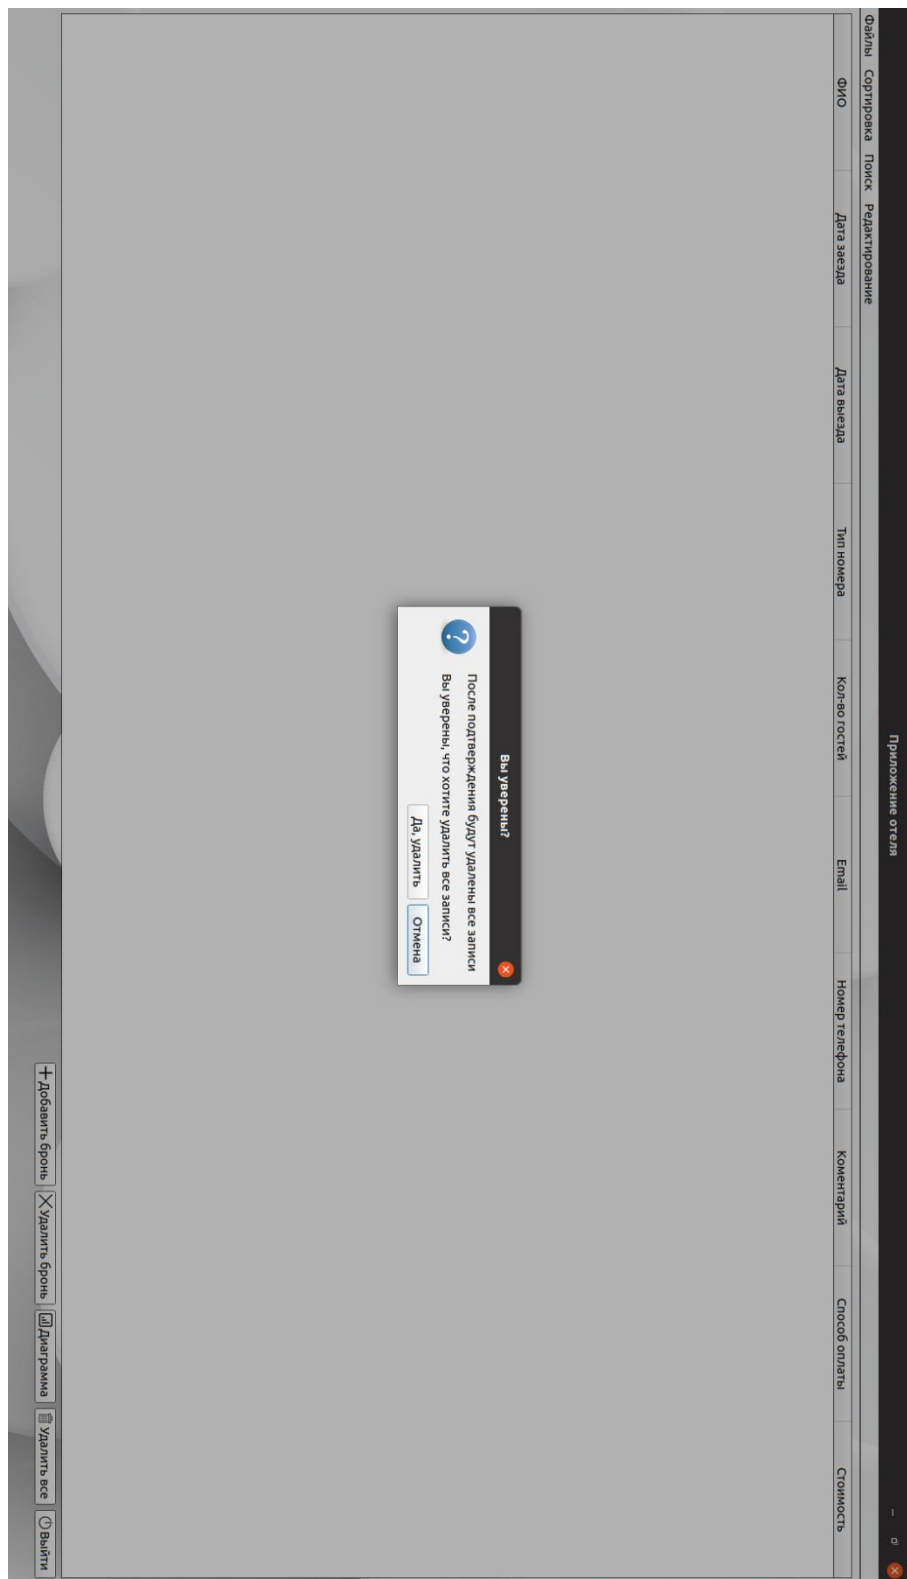 Приложение отеля
Файлы Сортировка Поиск Редактирование
ФИО Дата заезда Дата выезда Тип номера Кол-во гостей Email Номер телефона Коментарий Способ оплаты Стоимость
Вы уверены?
После подтверждения будут удалены все записи
Вы уверены, что хотите удалить все записи?
Да, удалить Отмена
Добавить бронь Удалить бронь Диаграмма Удалить все Выйти